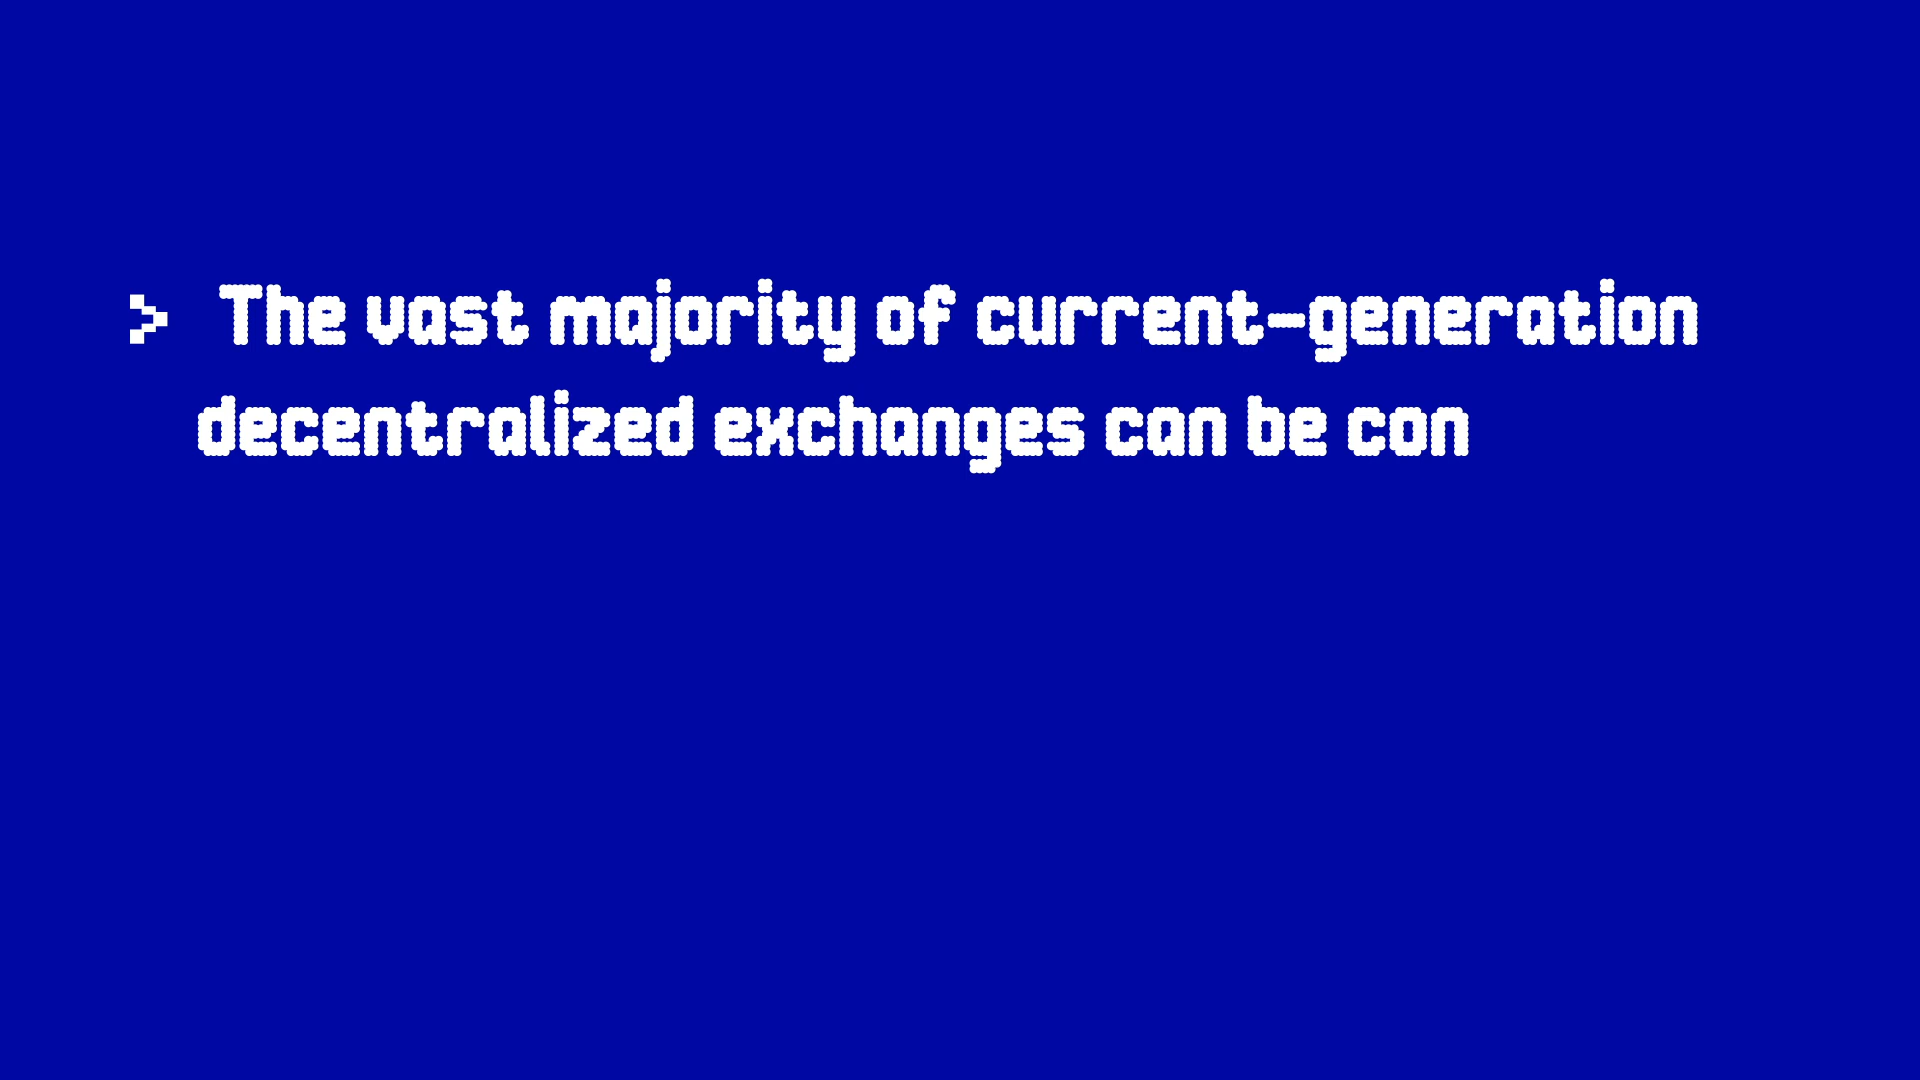 > The vast majority of current-generation
decentralized exchanges can be con